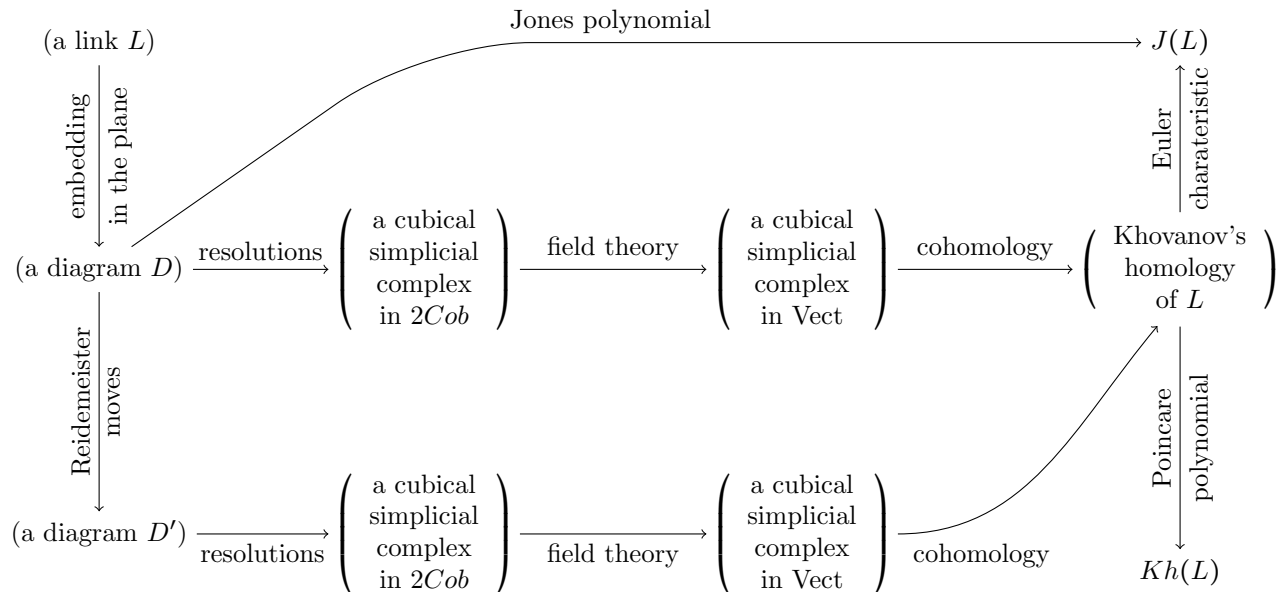 Jones polynomial
(a link L)
J(L)
embedding
in the plane
Euler
charateristic
(a diagram D)
resolutions
a cubical
simplicial
complex
in 2Cob
field theory
a cubical
simplicial
complex
in Vect
cohomology
Khovanov's
homology
of L
Reidemeister
moves
Poincare
polynomial
(a diagram D′)
resolutions
a cubical
simplicial
complex
in 2Cob
field theory
a cubical
simplicial
complex
in Vect
cohomology
Kh(L)